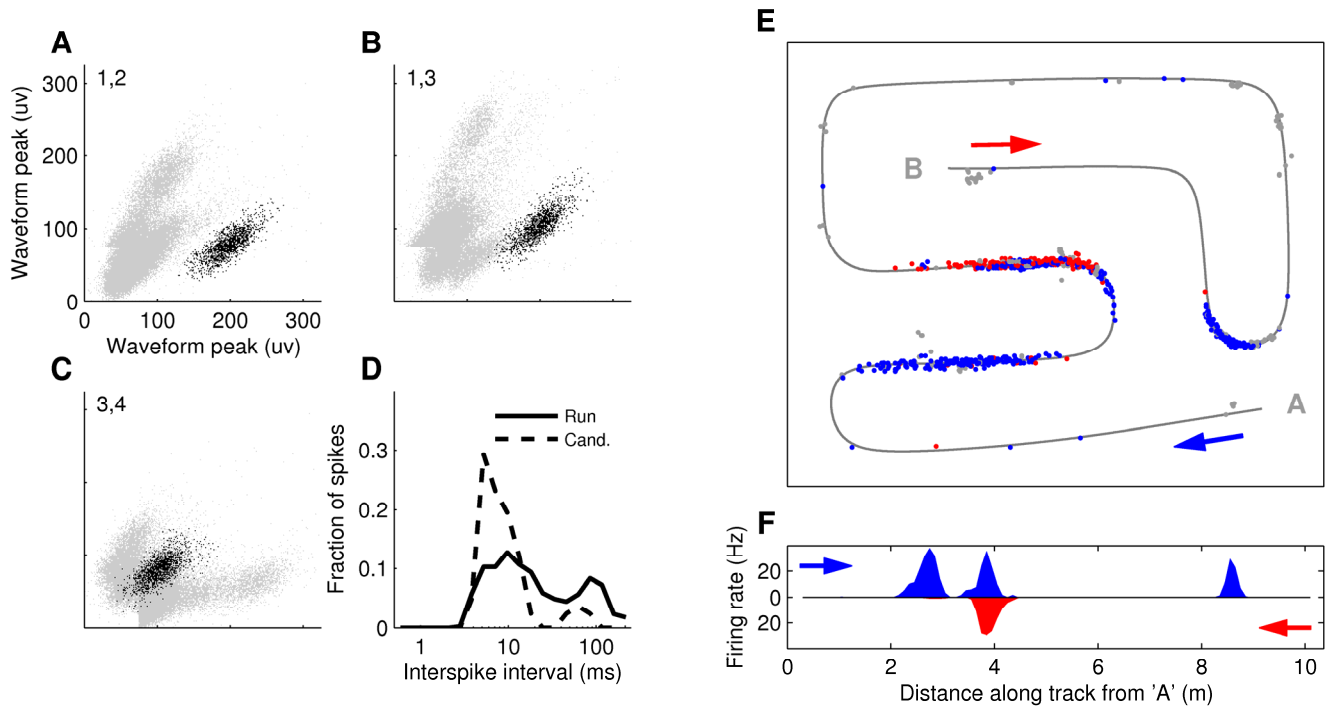 A
1,2
300
200
100
0
Waveform peak (uv)
0 100 200 300
Waveform peak (uv)
B
1,3
C
3,4
D
Run
Cand.
0.3
0.2
0.1
0
Fraction of spikes
1 10 100
Interspike interval (ms)
E
B
A
F
Firing rate (Hz)
20
0
20
0 2 4 6 8 10
Distance along track from 'A' (m)